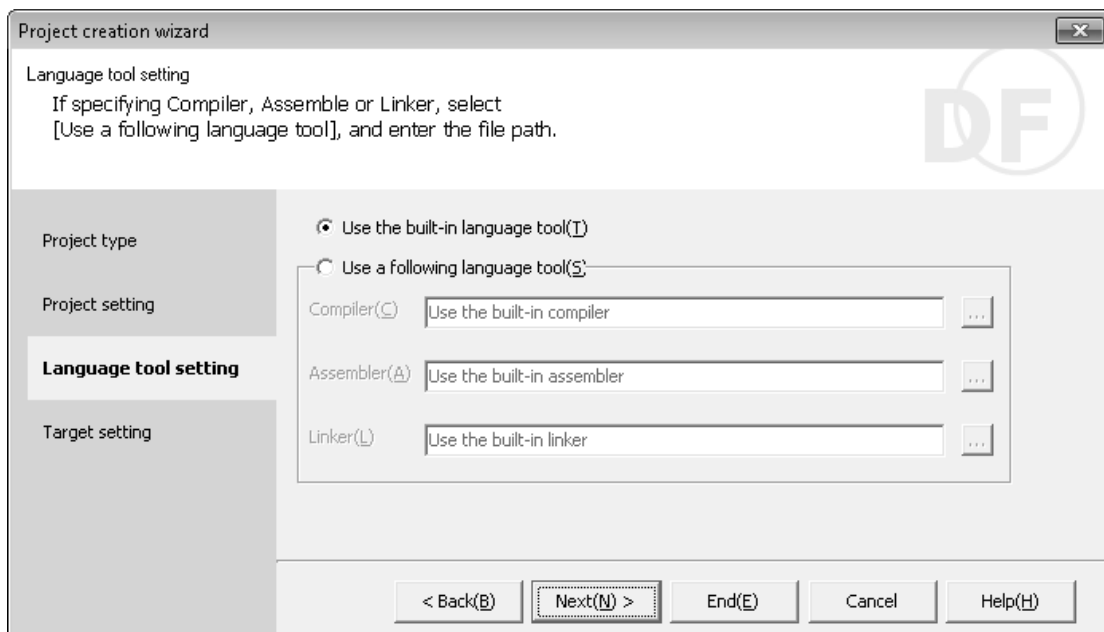 Project creation wizard
Language tool setting
If specifying Compiler, Assemble or Linker, select
[Use a following language tool], and enter the file path.
DF
Project type
Project setting
Language tool setting
Target setting
Use the built-in language tool(T)
Use a following language tool(S)
Compiler(C) Use the built-in compiler ...
Assembler(A) Use the built-in assembler ...
Linker(L) Use the built-in linker ...
< Back(B) Next(N) > End(E) Cancel Help(H)